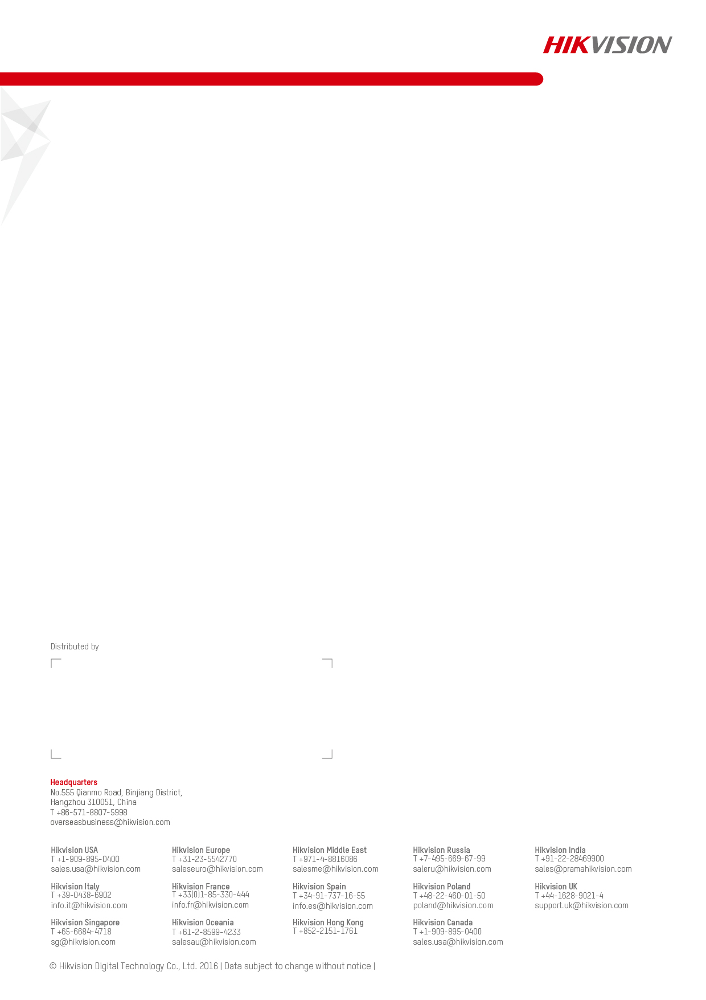 HIKVISION
Distributed by
Headquarters
No.555 Qianmo Road, Binjiang District,
Hangzhou 310051, China
T +86-571-8807-5998
overseasbusiness@hikvision.com
Hikvision USA
T +1-909-895-0400
sales.usa@hikvision.com
Hikvision Europe
T +31-23-5542770
saleseuro@hikvision.com
Hikvision Middle East
T +971-4-8816086
salesme@hikvision.com
Hikvision Russia
T +7-495-669-67-99
saleru@hikvision.com
Hikvision India
T +91-22-28469900
sales@pramahikvision.com
Hikvision Italy
T +39-0438-6902
info.it@hikvision.com
Hikvision France
T +33(0)1-85-330-444
info.fr@hikvision.com
Hikvision Spain
T +34-91-737-16-55
info.es@hikvision.com
Hikvision Poland
T +48-22-460-01-50
poland@hikvision.com
Hikvision UK
T +44-1628-9021-4
support.uk@hikvision.com
Hikvision Singapore
T +65-6684-4718
sg@hikvision.com
Hikvision Oceania
T +61-2-8599-4233
salesau@hikvision.com
Hikvision Hong Kong
T +852-2151-1761
Hikvision Canada
T +1-909-895-0400
sales.usa@hikvision.com
© Hikvision Digital Technology Co., Ltd. 2016 | Data subject to change without notice |